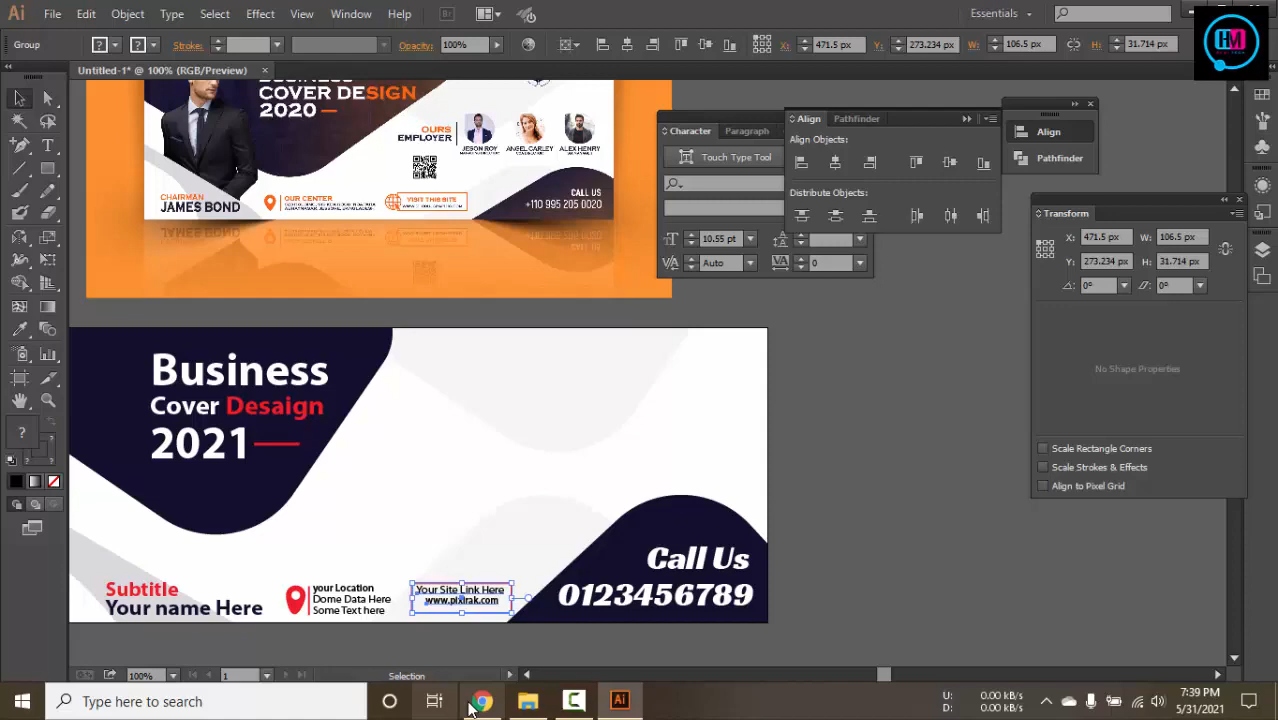 Ai File Edit Object Type Select Effect View Window Help Br Essentials
HM
Group Stroke: Opacity: 100% X: 471.5 px Y: 273.234 px W: 106.5 px H: 31.714 px
Untitled-1* @ 100% (RGB/Preview) ×
BUSINESS
COVER DESIGN
2020
OURS
EMPLOYER
JESON ROY
ANGEL CARLEY
ALEX HENRY
CHAIRMAN
JAMES BOND
OUR CENTER
VISIT THIS SITE
CALL US
+110 995 205 0020
Character Paragraph
Touch Type Tool
10.55 pt
Auto 0
Align Pathfinder
Align Objects:
Distribute Objects:
Align
Pathfinder
Transform
X: 471.5 px W: 106.5 px
Y: 273.234 px H: 31.714 px
0° 0°
No Shape Properties
Scale Rectangle Corners
Scale Strokes & Effects
Align to Pixel Grid
Business
Cover Desaign
2021
Subtitle
Your name Here
your Location
Dome Data Here
Some Text here
Your Site Link Here
www.pixirak.com
Call Us
0123456789
100% 1 Selection
Type here to search
U: 0.00 kB/s
D: 0.00 kB/s
7:39 PM
5/31/2021